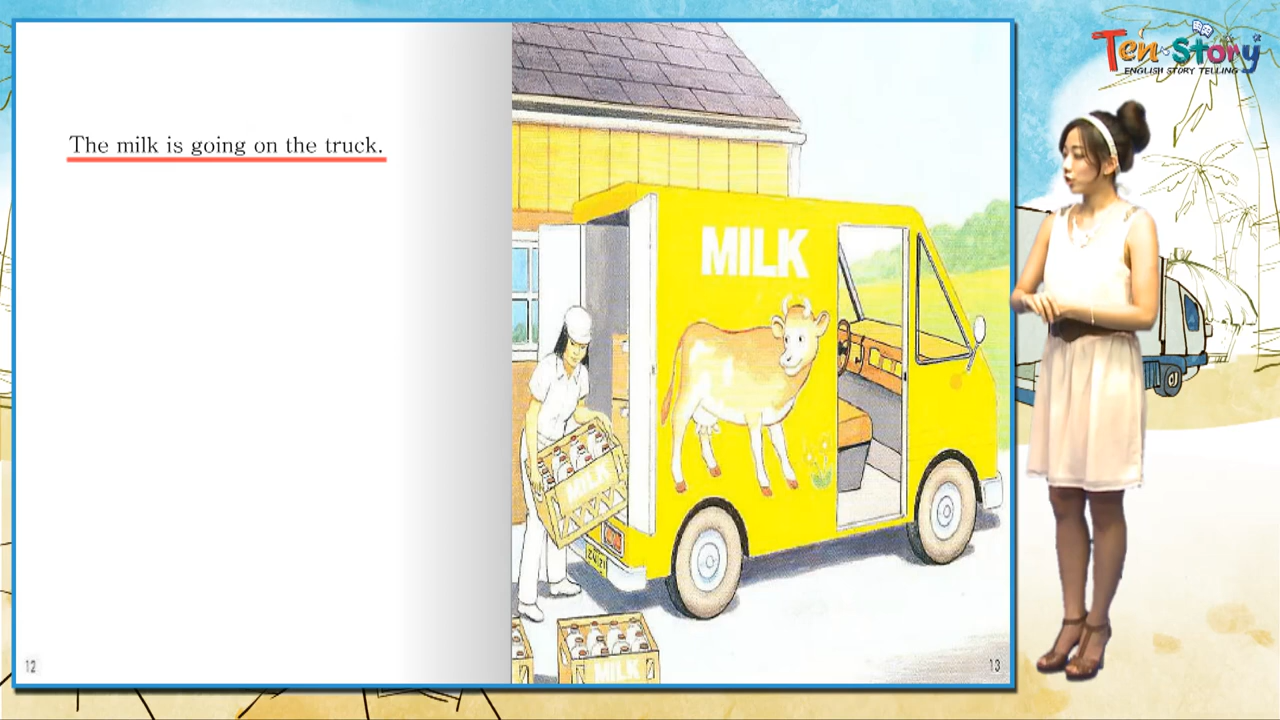 Ten Story
ENGLISH STORY TELLING
The milk is going on the truck.
MILK
MILK
MILK
12
13